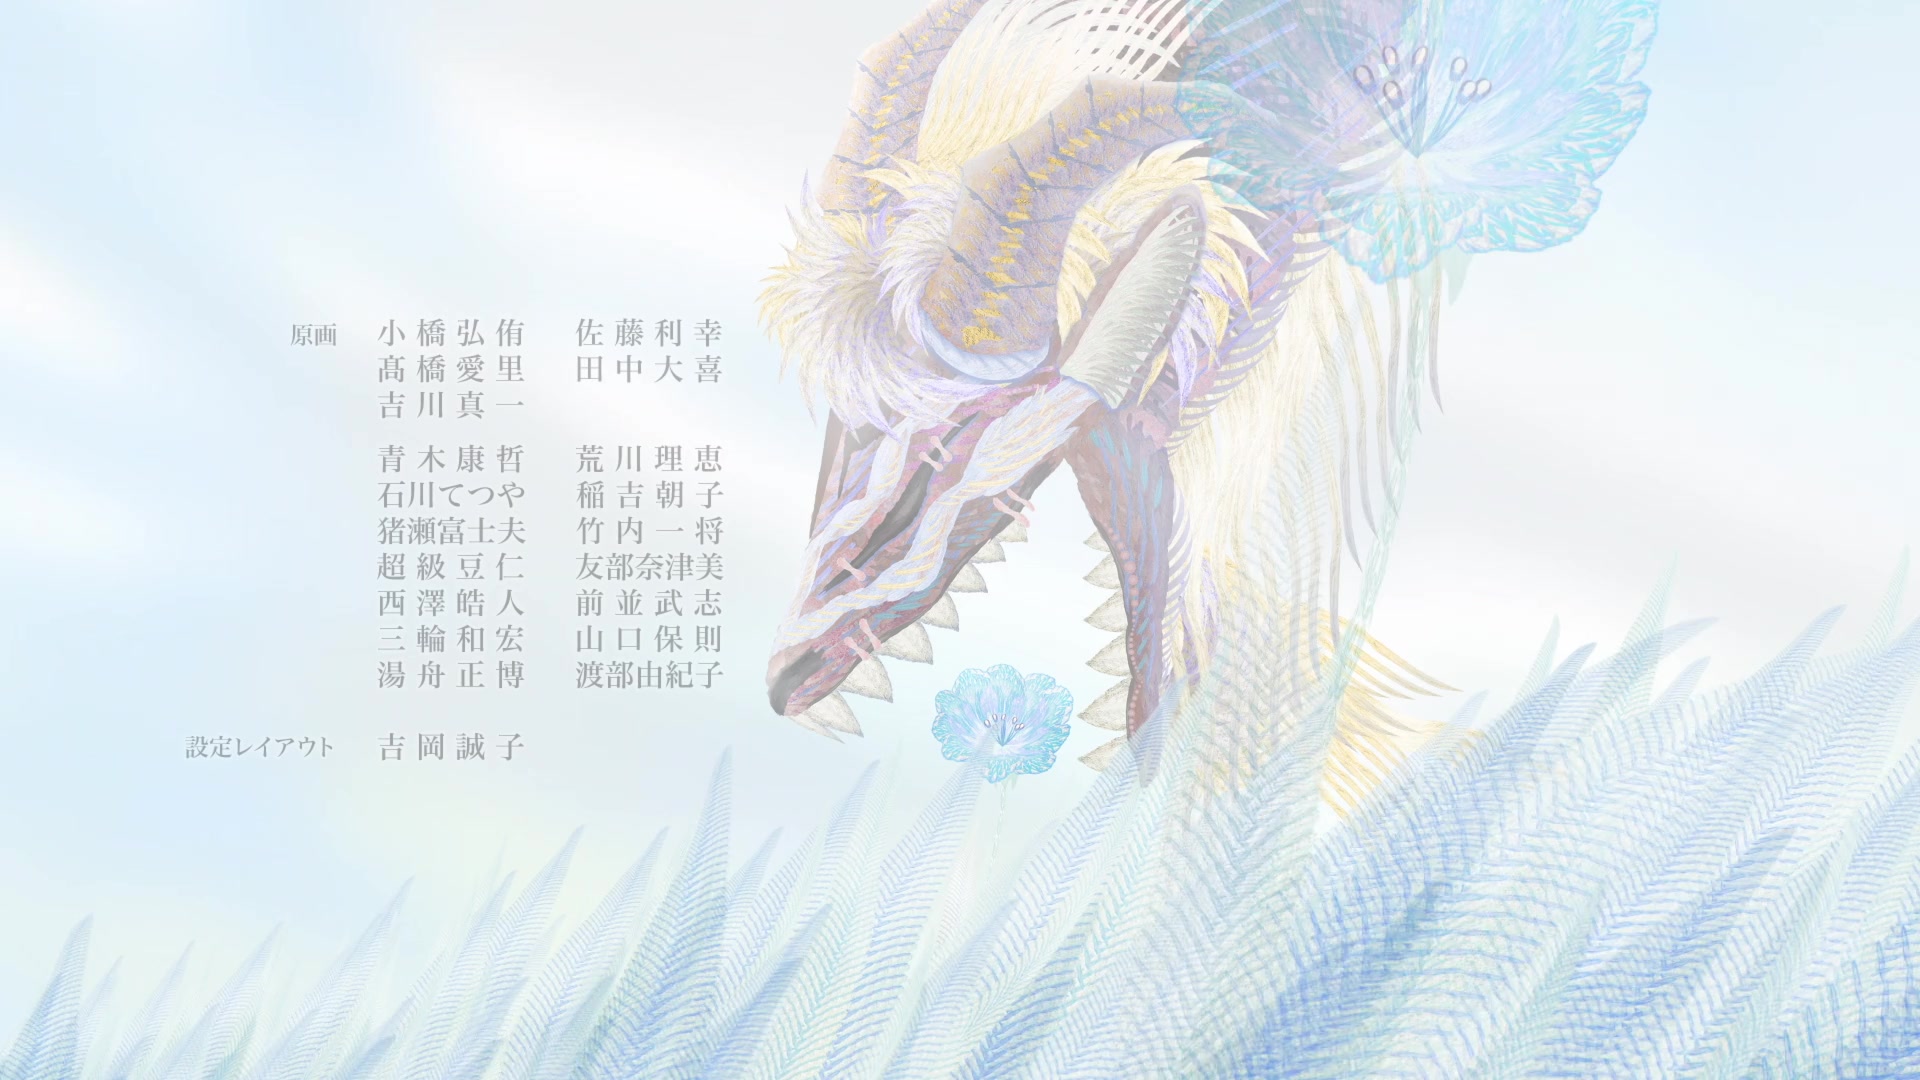 原画 小橋弘侑 佐藤利幸
髙橋愛里 田中大喜
吉川真一
青木康哲 荒川理恵
石川てつや 稲吉朝子
猪瀬富士夫 竹内一将
超級豆仁 友部奈津美
西澤皓人 前並武志
三輪和宏 山口保則
湯舟正博 渡部由紀子
設定レイアウト 吉岡誠子